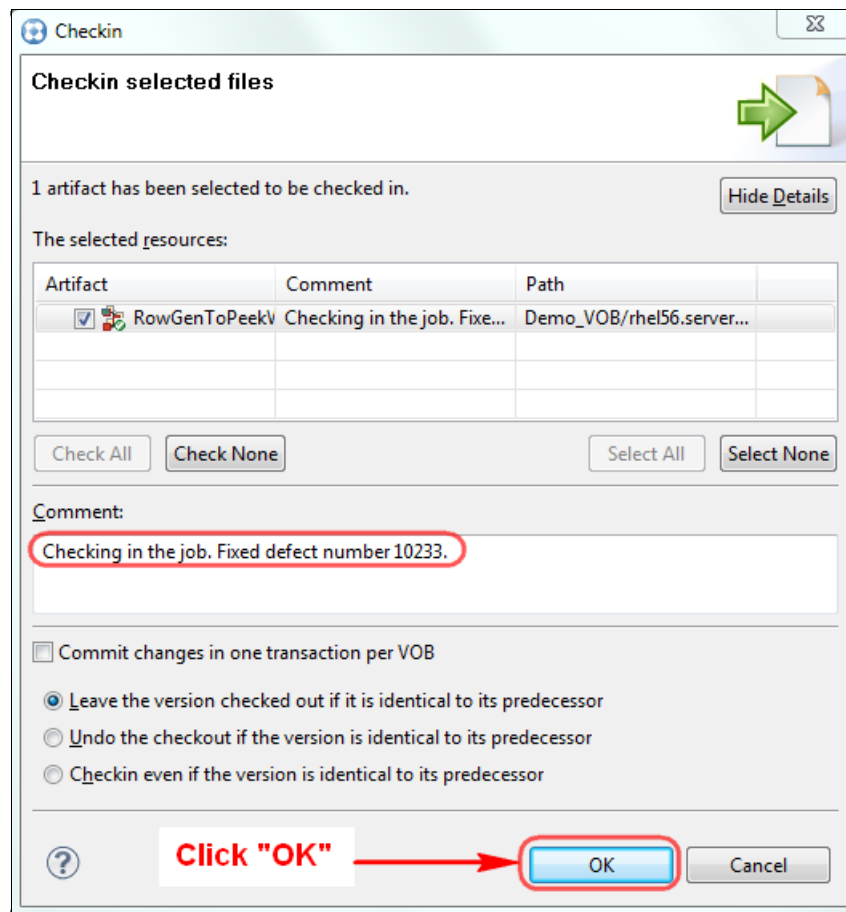 Checkin
Checkin selected files
1 artifact has been selected to be checked in.
Hide Details
The selected resources:
Artifact Comment Path
RowGenToPeekV Checking in the job. Fixe... Demo_VOB/rhel56.server...
Check All Check None Select All Select None
Comment:
Checking in the job. Fixed defect number 10233.
Commit changes in one transaction per VOB
Leave the version checked out if it is identical to its predecessor
Undo the checkout if the version is identical to its predecessor
Checkin even if the version is identical to its predecessor
? Click "OK" OK Cancel